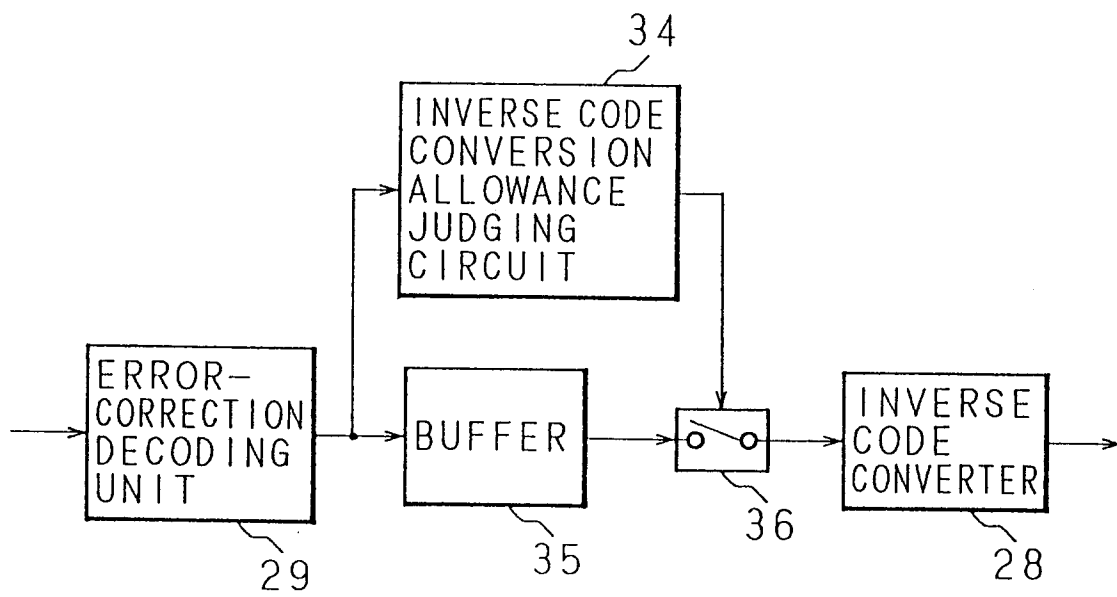 34
INVERSE CODE
CONVERSION
ALLOWANCE
JUDGING
CIRCUIT
ERROR-
CORRECTION
DECODING
UNIT
29
BUFFER
35
36
INVERSE
CODE
CONVERTER
28